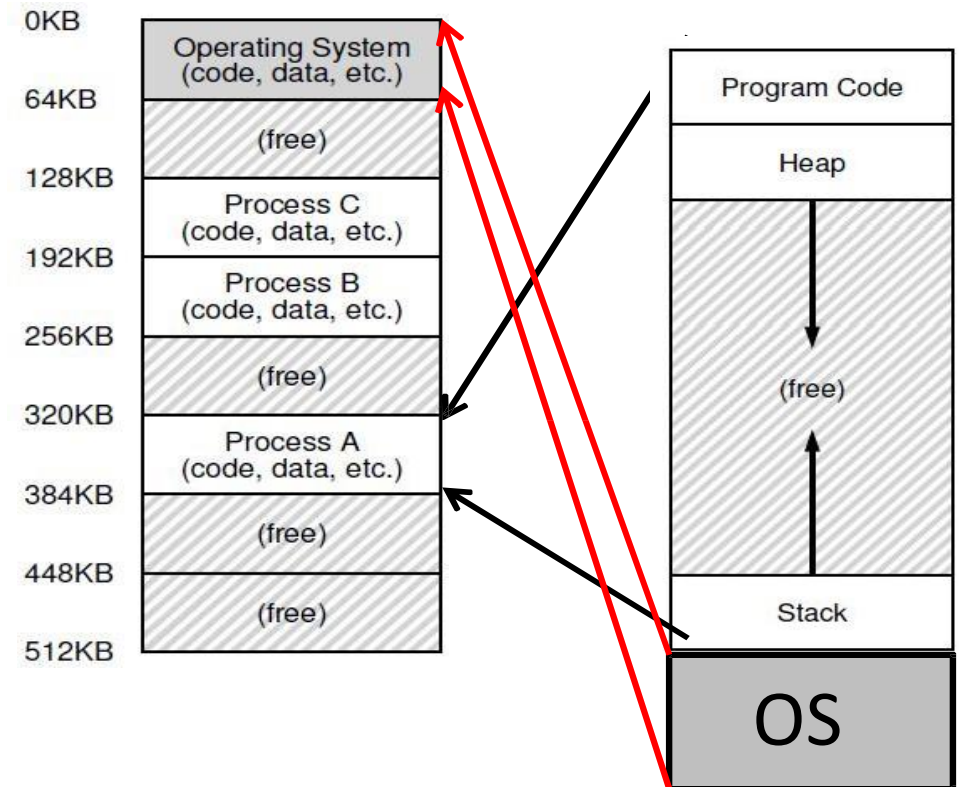 0KB
Operating System
(code, data, etc.)
64KB
(free)
128KB
Process C
(code, data, etc.)
192KB
Process B
(code, data, etc.)
256KB
(free)
320KB
Process A
(code, data, etc.)
384KB
(free)
448KB
(free)
512KB
Program Code
Heap
(free)
Stack
OS